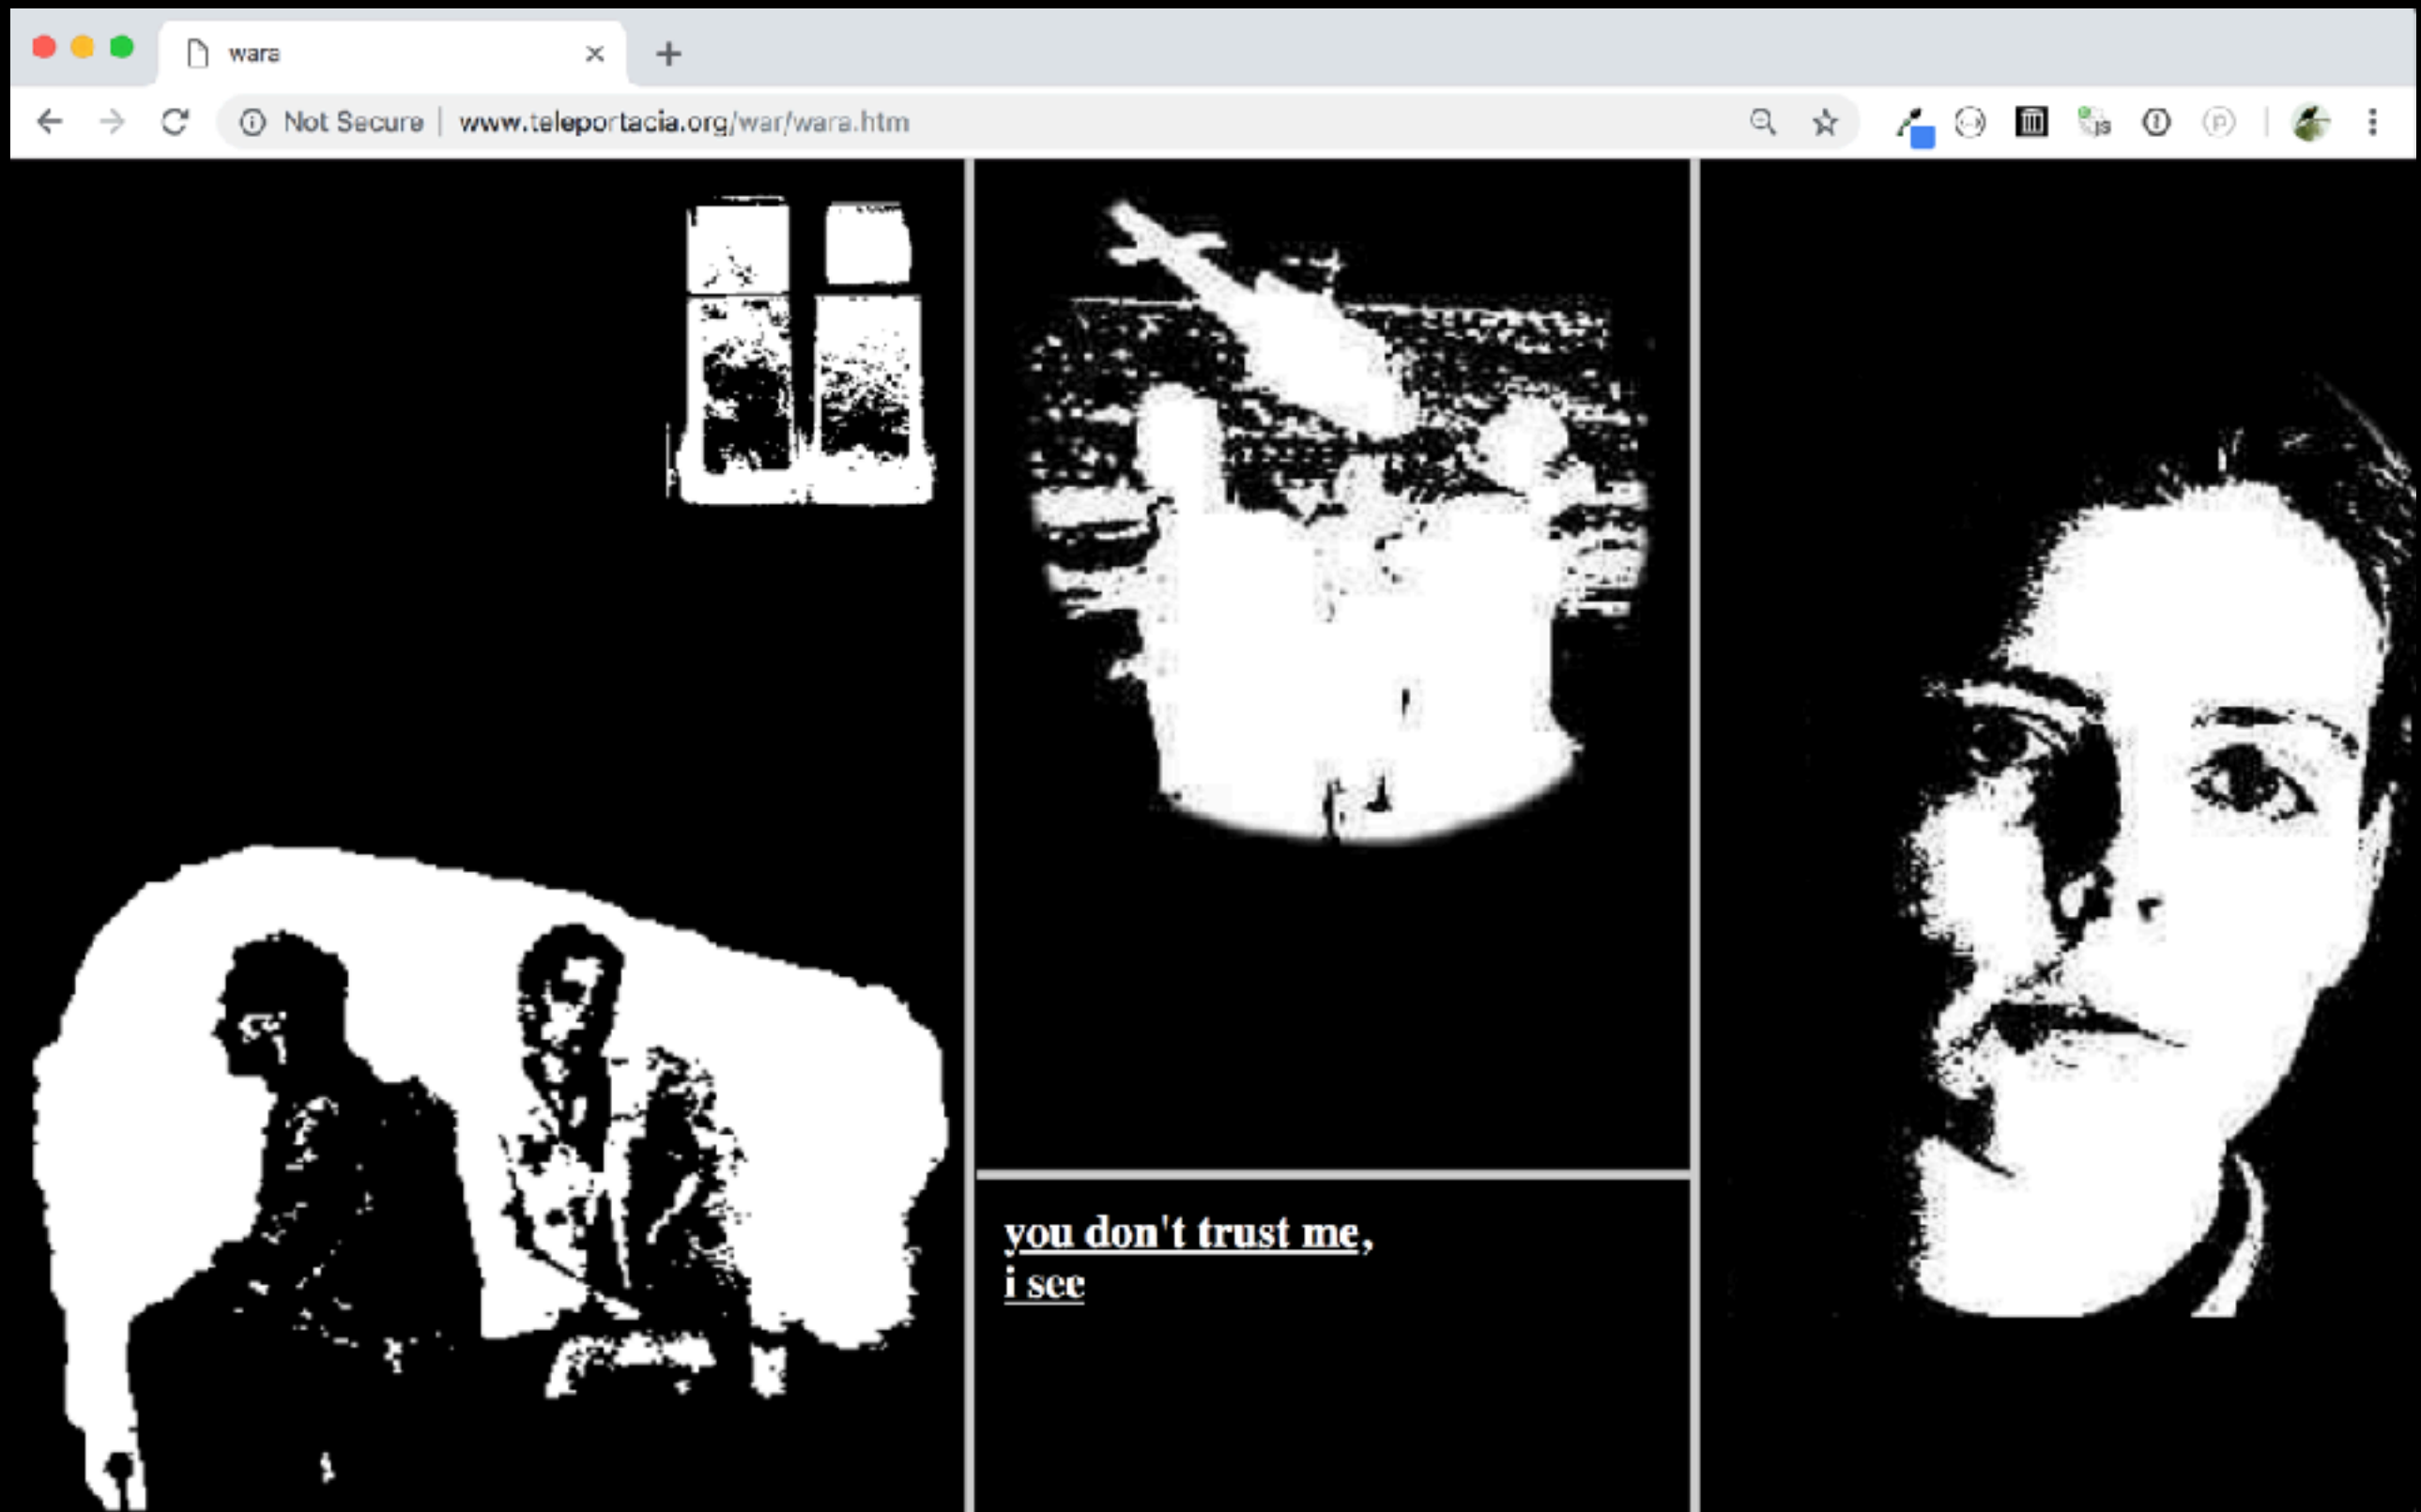 wara
Not Secure | www.teleportacia.org/war/wara.htm
you don't trust me,
i see